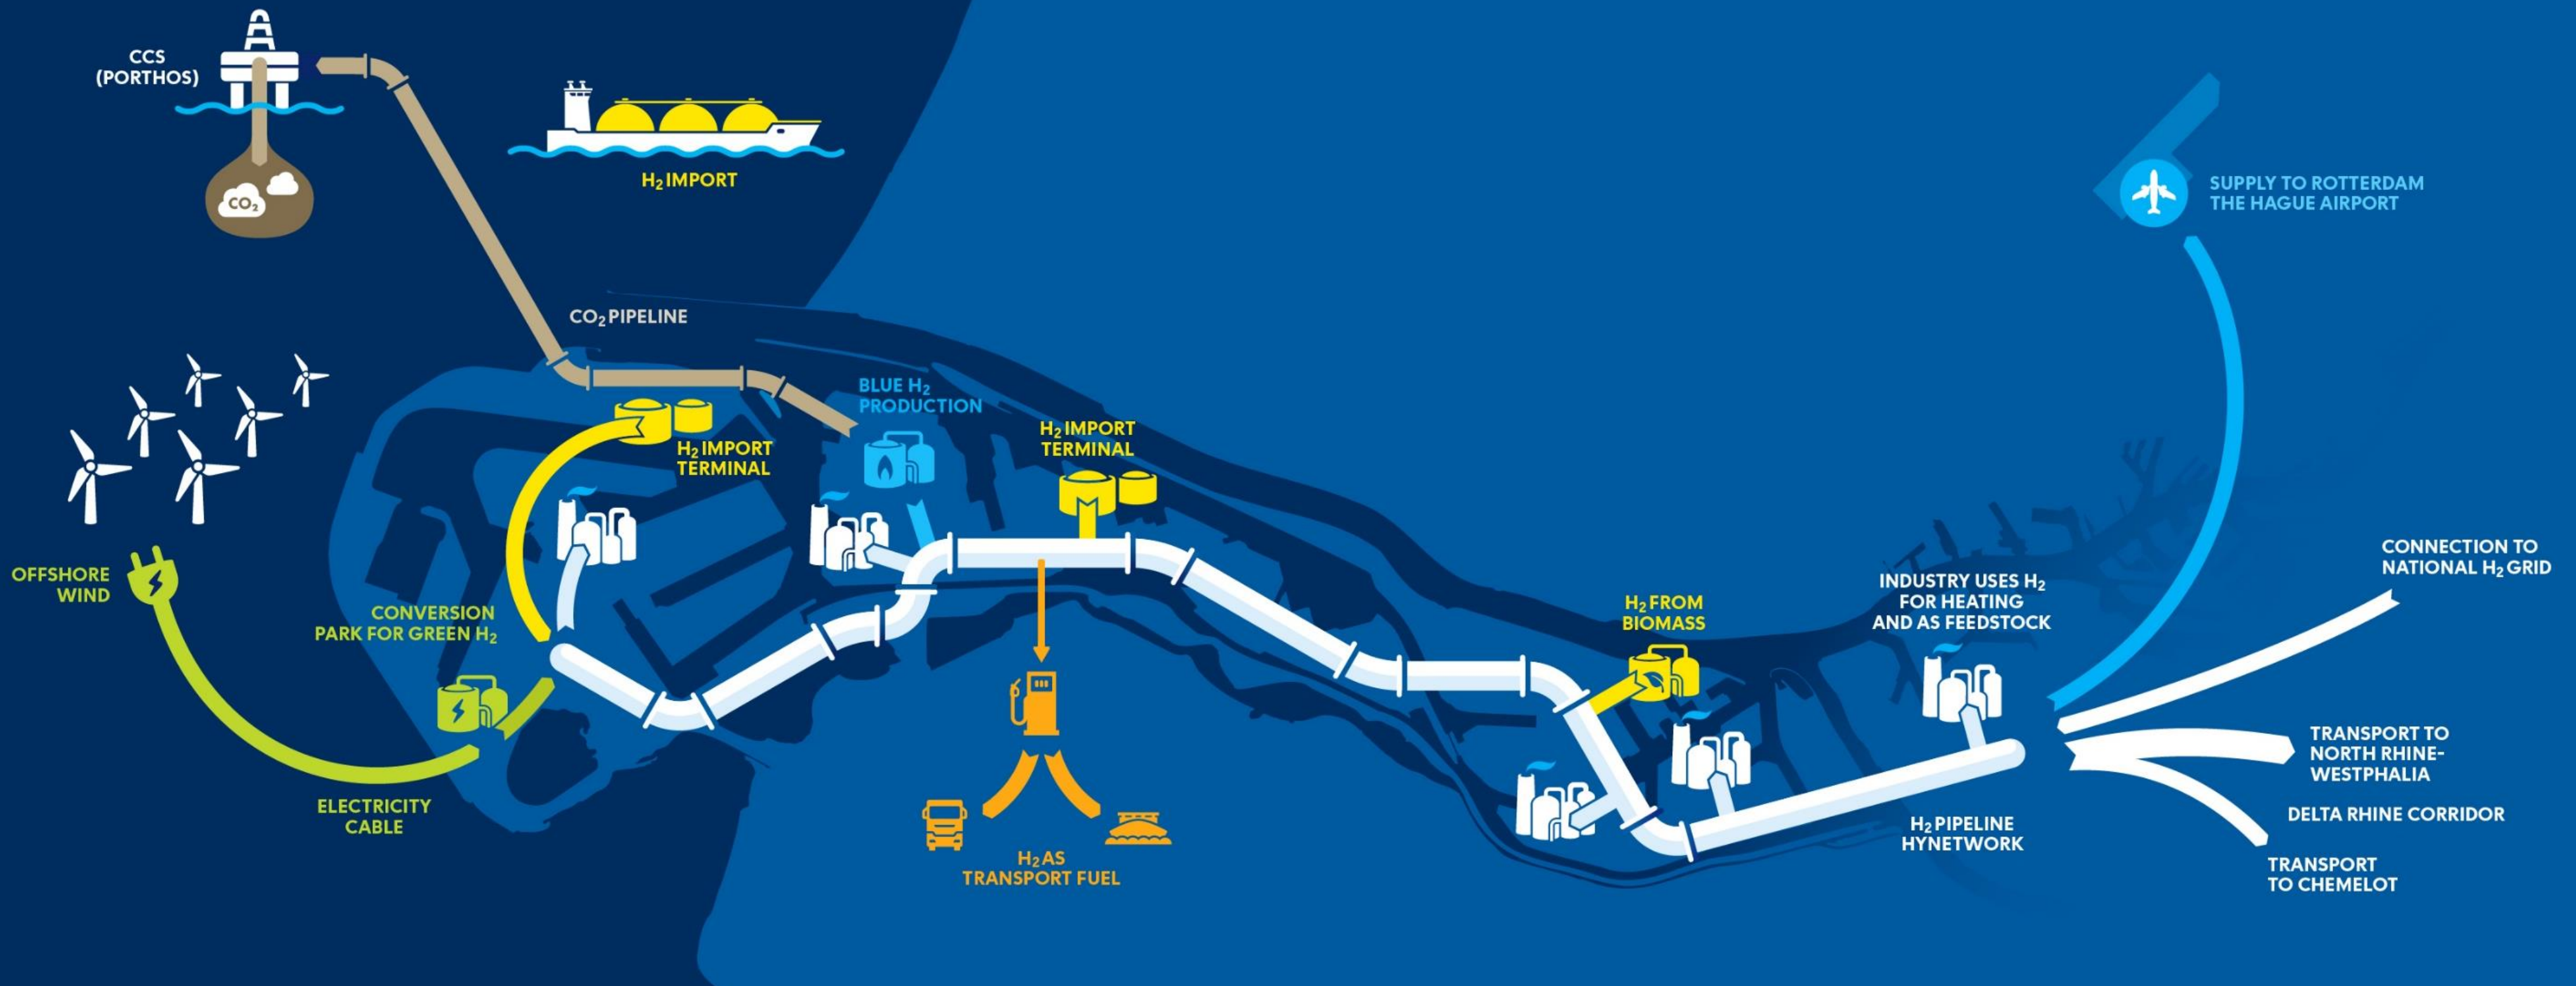 CCS
(PORTHOS)
CO₂
H₂ IMPORT
SUPPLY TO ROTTERDAM
THE HAGUE AIRPORT
CO₂ PIPELINE
BLUE H₂
PRODUCTION
H₂ IMPORT
TERMINAL
H₂ IMPORT
TERMINAL
OFFSHORE
WIND
CONVERSION
PARK FOR GREEN H₂
ELECTRICITY
CABLE
H₂ AS
TRANSPORT FUEL
H₂ FROM
BIOMASS
INDUSTRY USES H₂
FOR HEATING
AND AS FEEDSTOCK
H₂ PIPELINE
HYNETWORK
CONNECTION TO
NATIONAL H₂ GRID
TRANSPORT TO
NORTH RHINE-
WESTPHALIA
DELTA RHINE CORRIDOR
TRANSPORT
TO CHEMELOT